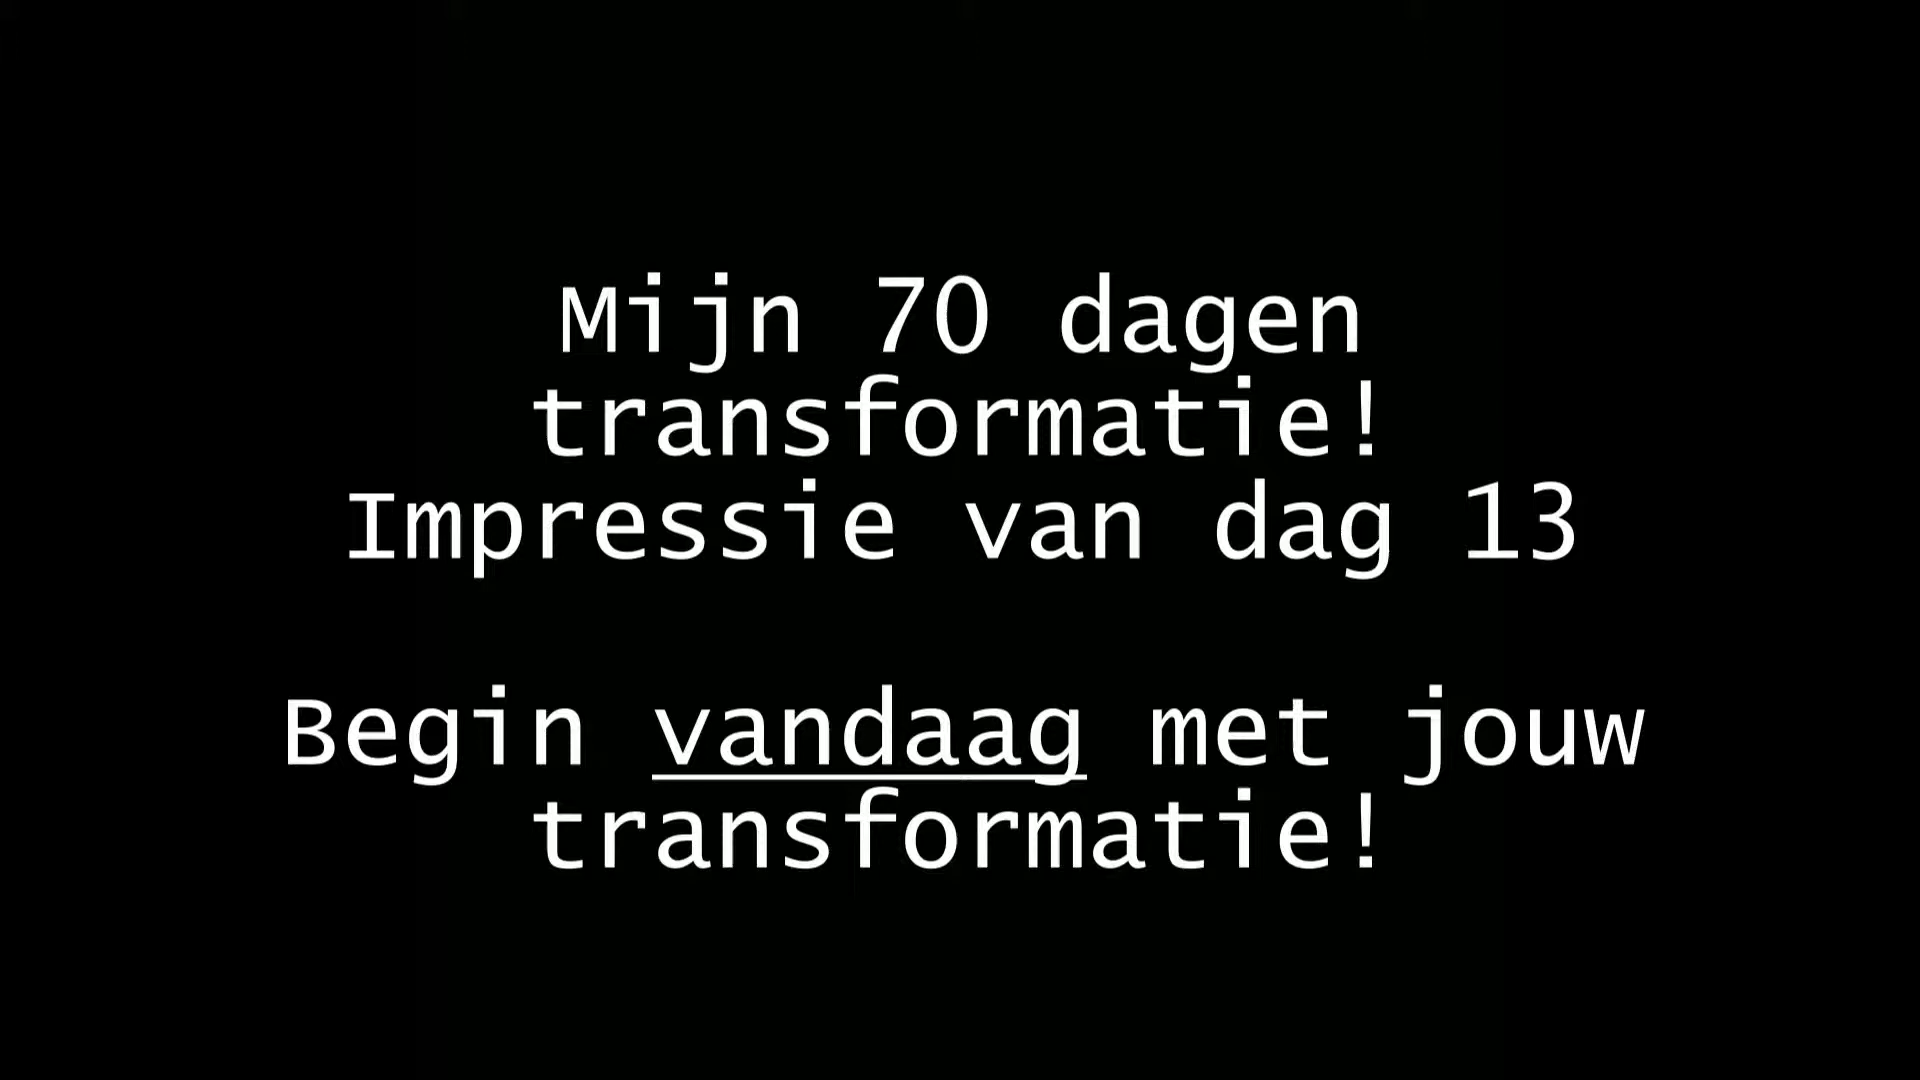 Mijn 70 dagen
transformatie!
Impressie van dag 13
Begin vandaag met jouw
transformatie!